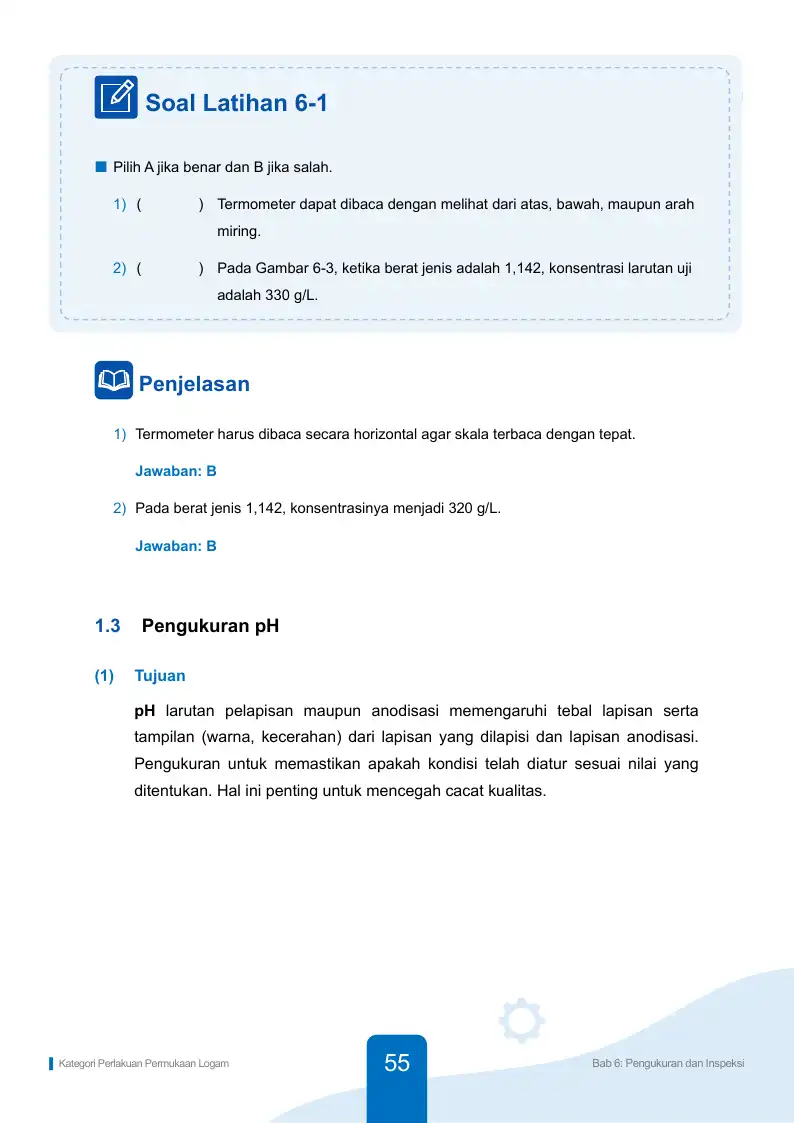 Soal Latihan 6-1
Pilih A jika benar dan B jika salah.
1) ( ) Termometer dapat dibaca dengan melihat dari atas, bawah, maupun arah
miring.
2) ( ) Pada Gambar 6-3, ketika berat jenis adalah 1,142, konsentrasi larutan uji
adalah 330 g/L.
Penjelasan
1) Termometer harus dibaca secara horizontal agar skala terbaca dengan tepat.
Jawaban: B
2) Pada berat jenis 1,142, konsentrasinya menjadi 320 g/L.
Jawaban: B
1.3 Pengukuran pH
(1) Tujuan
pH larutan pelapisan maupun anodisasi memengaruhi tebal lapisan serta
tampilan (warna, kecerahan) dari lapisan yang dilapisi dan lapisan anodisasi.
Pengukuran untuk memastikan apakah kondisi telah diatur sesuai nilai yang
ditentukan. Hal ini penting untuk mencegah cacat kualitas.
Kategori Perlakuan Permukaan Logam
55
Bab 6: Pengukuran dan Inspeksi